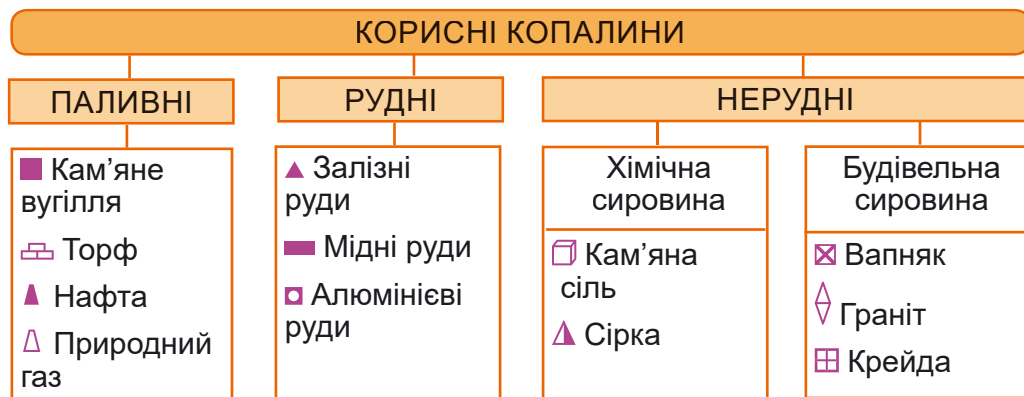 КОРИСНІ КОПАЛИНИ
ПАЛИВНІ
Кам’яне
вугілля
Торф
Нафта
Природний
газ
РУДНІ
Залізні
руди
Мідні руди
Алюмінієві
руди
НЕРУДНІ
Хімічна
сировина
Кам’яна
сіль
Сірка
Будівельна
сировина
Вапняк
Граніт
Крейда